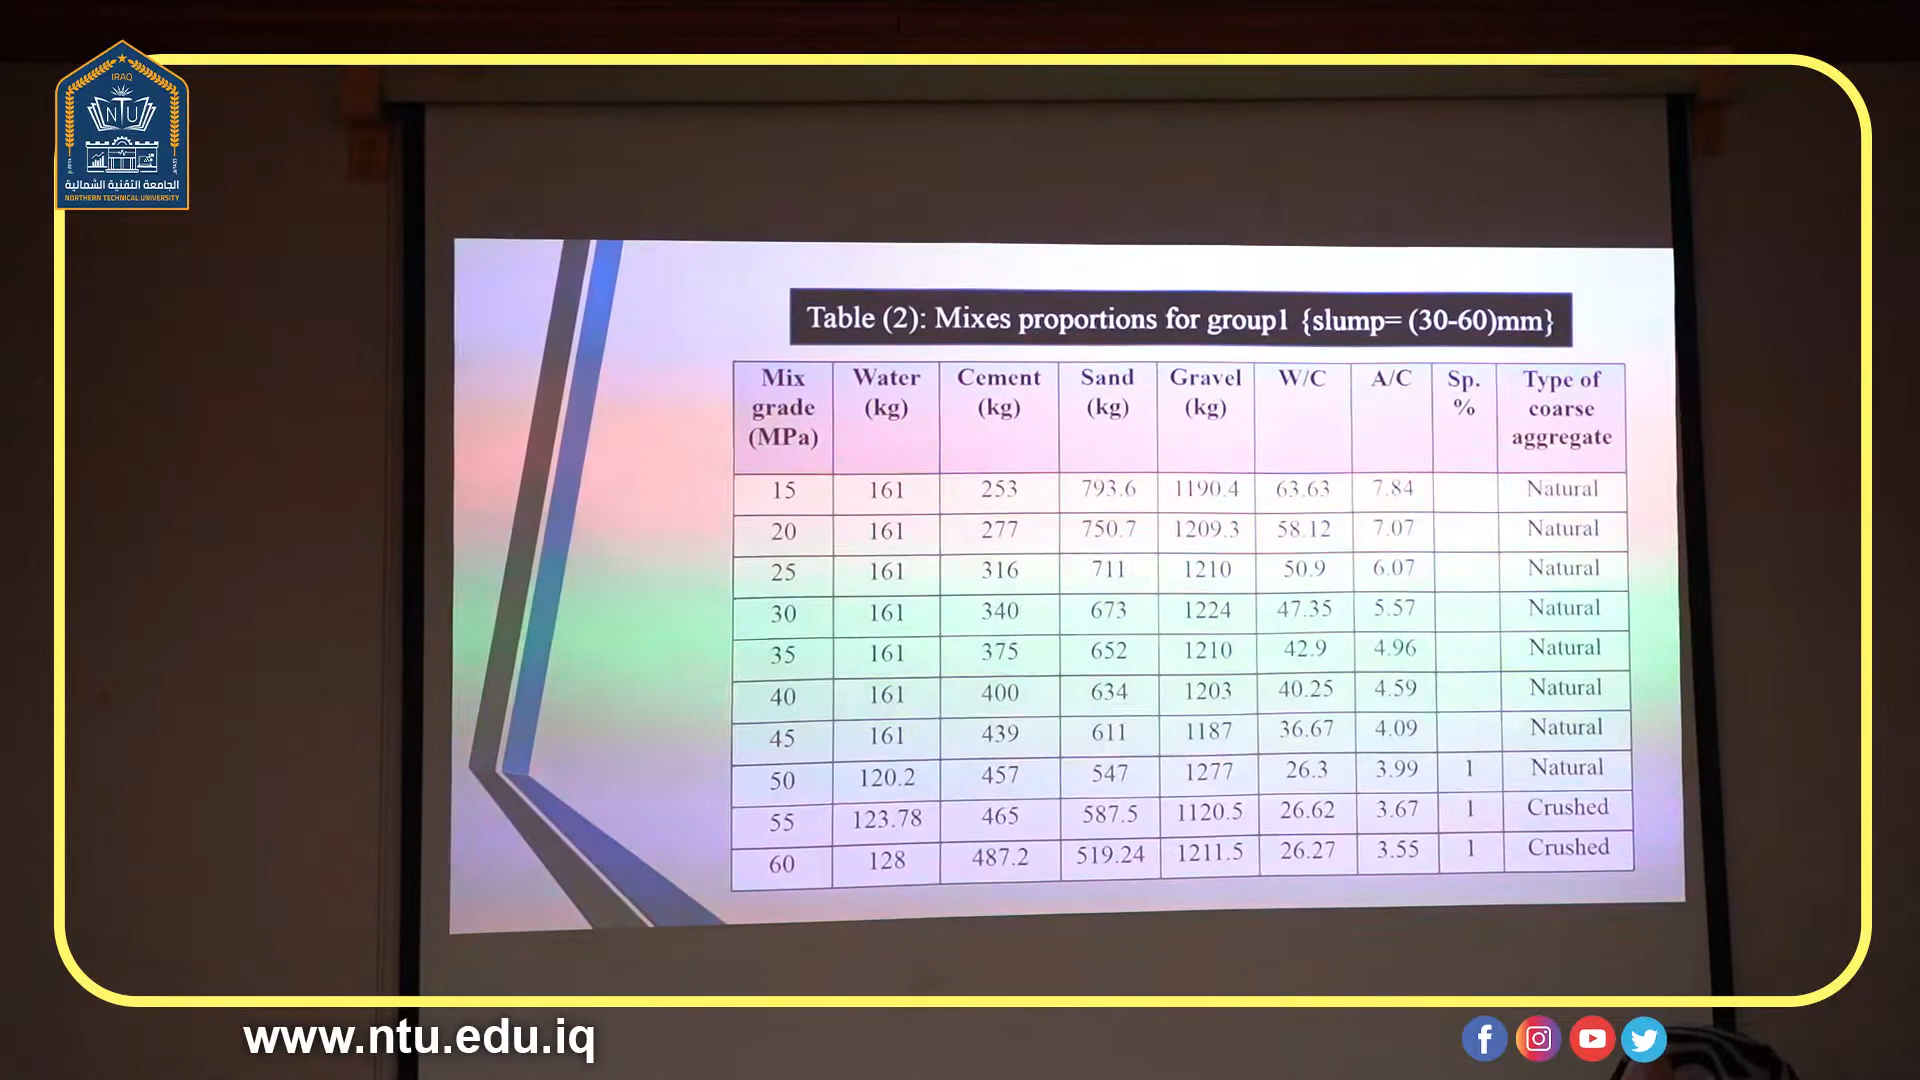 IRAQ
NTU
الجامعة التقنية الشمالية
NORTHERN TECHNICAL UNIVERSITY
Table (2): Mixes proportions for group1 {slump= (30-60)mm}
Mix grade (MPa) Water (kg) Cement (kg) Sand (kg) Gravel (kg) W/C A/C Sp. % Type of coarse aggregate
15 161 253 793.6 1190.4 63.63 7.84 Natural
20 161 277 750.7 1209.3 58.12 7.07 Natural
25 161 316 711 1210 50.9 6.07 Natural
30 161 340 673 1224 47.35 5.57 Natural
35 161 375 652 1210 42.9 4.96 Natural
40 161 400 634 1203 40.25 4.59 Natural
45 161 439 611 1187 36.67 4.09 Natural
50 120.2 457 547 1277 26.3 3.99 1 Natural
55 123.78 465 587.5 1120.5 26.62 3.67 1 Crushed
60 128 487.2 519.24 1211.5 26.27 3.55 1 Crushed
www.ntu.edu.iq